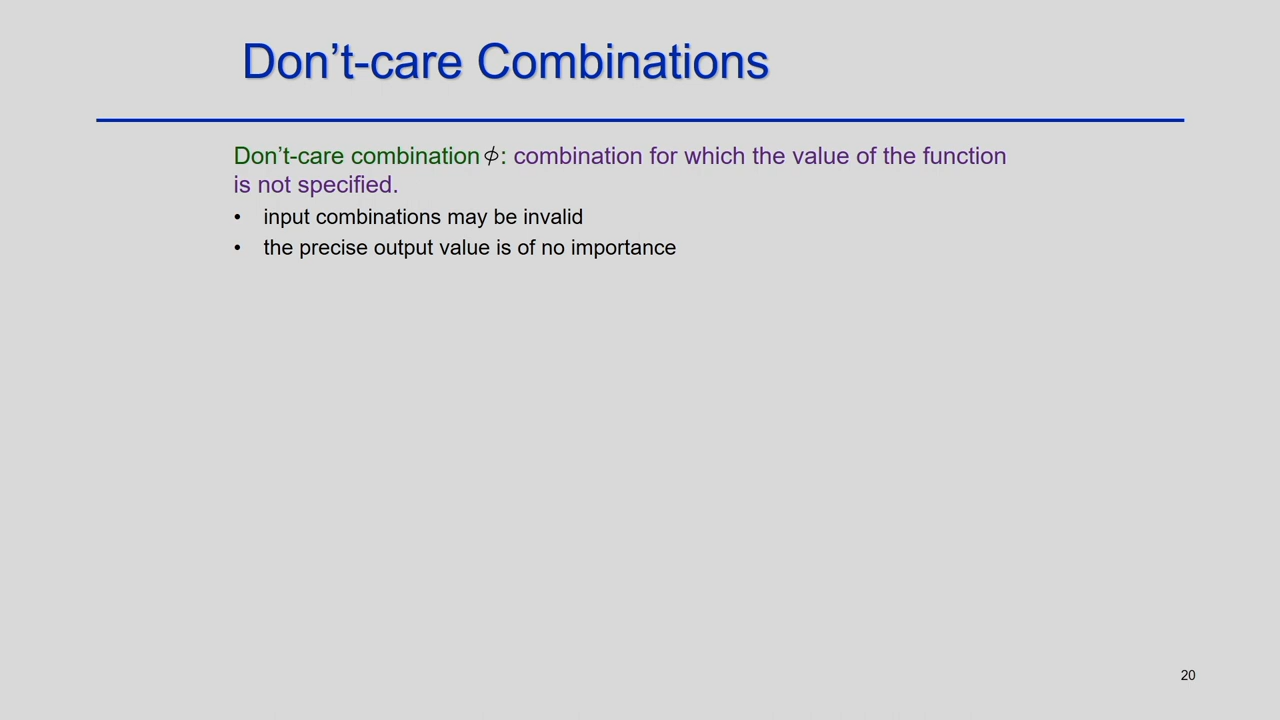 Don’t-care Combinations
Don’t-care combination ϕ: combination for which the value of the function
is not specified.
• input combinations may be invalid
• the precise output value is of no importance
20